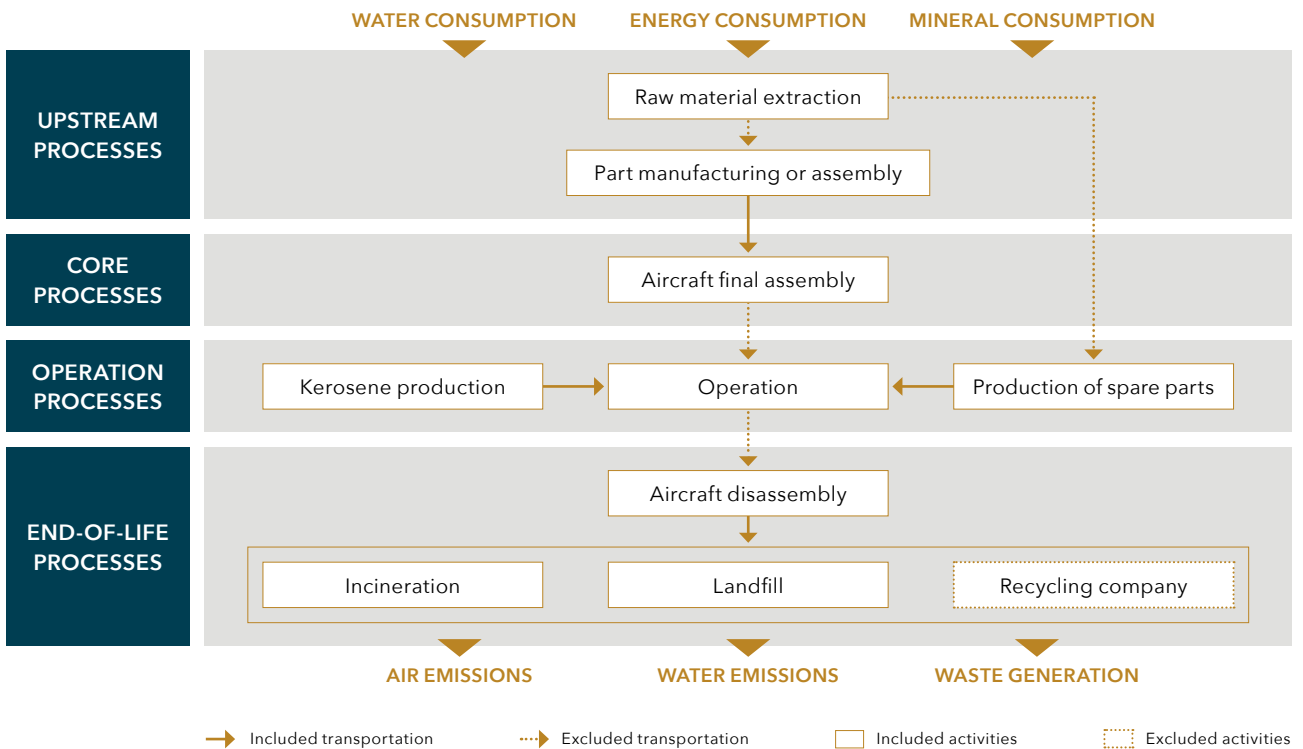 WATER CONSUMPTION
ENERGY CONSUMPTION
MINERAL CONSUMPTION
UPSTREAM
PROCESSES
Raw material extraction
Part manufacturing or assembly
CORE
PROCESSES
Aircraft final assembly
OPERATION
PROCESSES
Kerosene production
Operation
Production of spare parts
END-OF-LIFE
PROCESSES
Aircraft disassembly
Incineration
Landfill
Recycling company
AIR EMISSIONS
WATER EMISSIONS
WASTE GENERATION
Included transportation
Excluded transportation
Included activities
Excluded activities